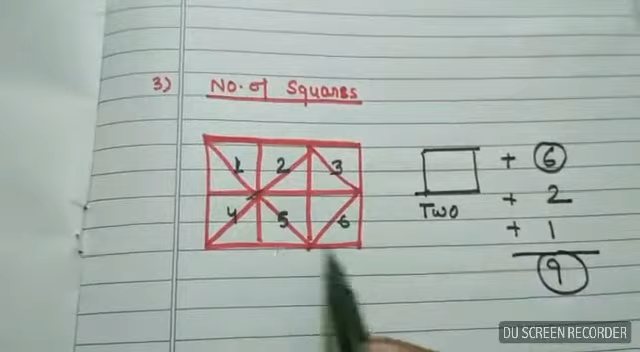 3) No. of Squares
1 2 3
4 5 6
Two
+ 6
+ 2
+ 1
9
DU SCREEN RECORDER